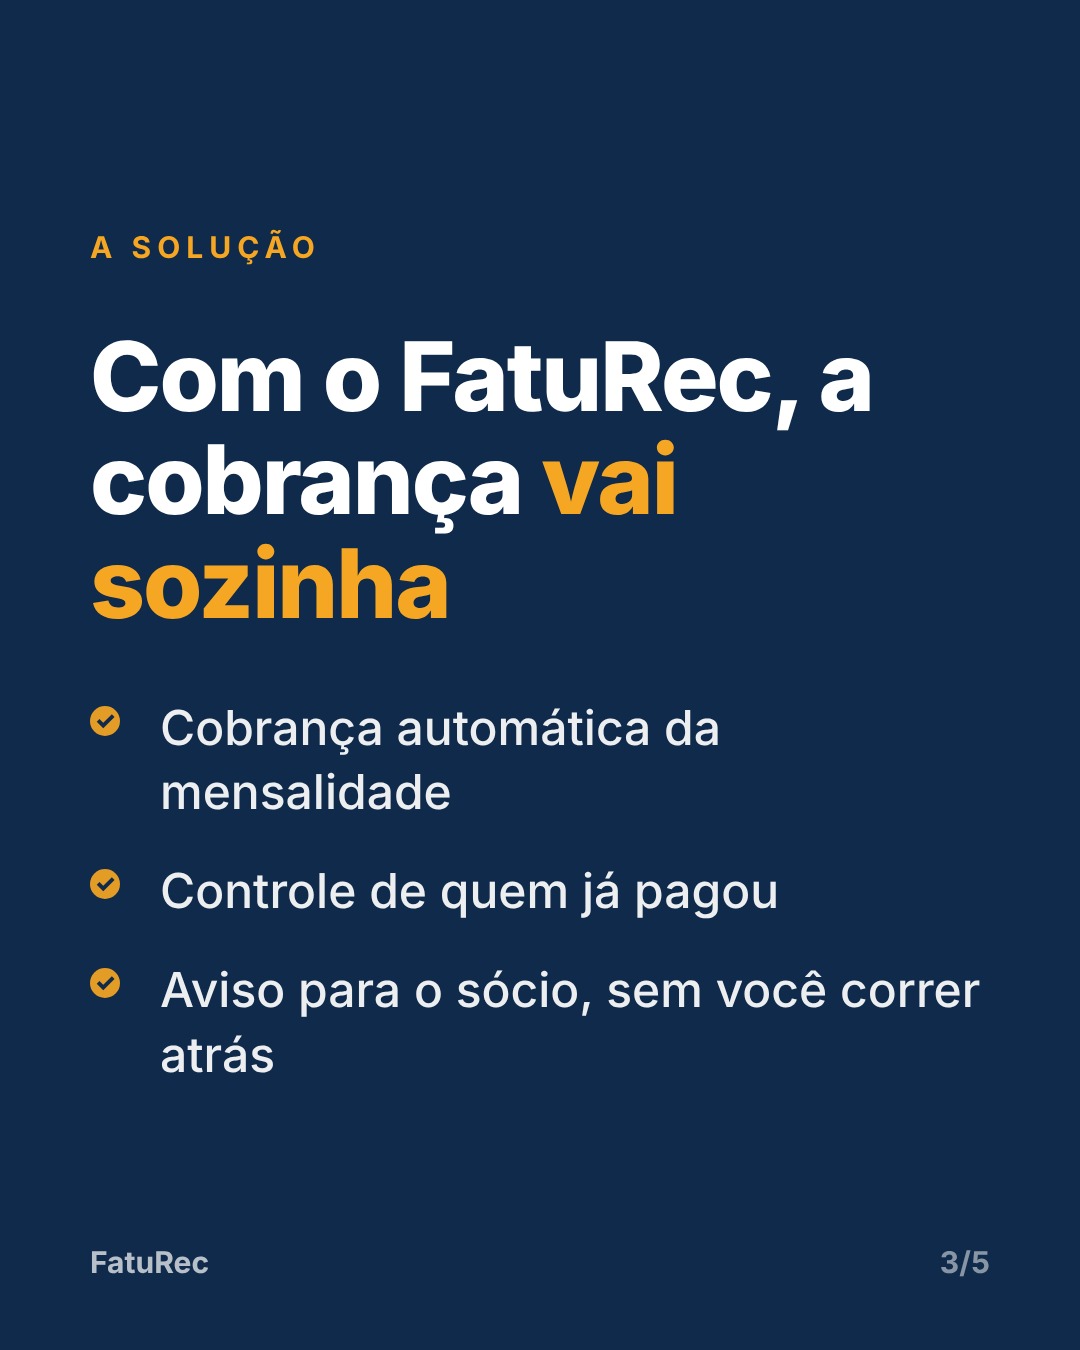 A SOLUÇÃO
Com o FatuRec, a
cobrança vai
sozinha
Cobrança automática da
mensalidade
Controle de quem já pagou
Aviso para o sócio, sem você correr
atrás
FatuRec
3/5